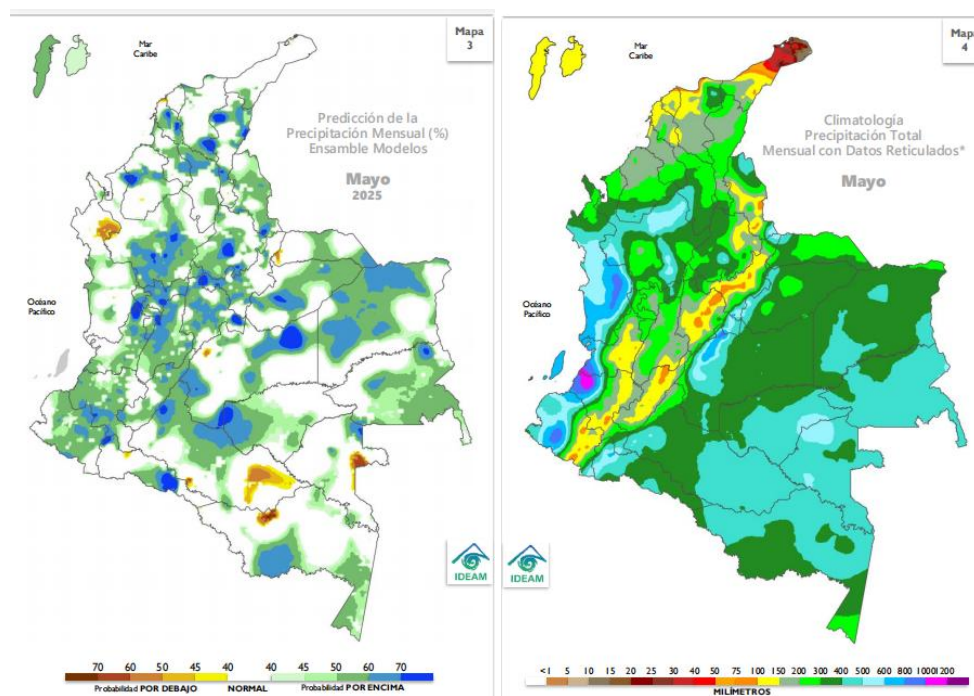 Mar
Caribe
Mapa
3
Predicción de la
Precipitación Mensual (%)
Ensamble Modelos
Mayo
2025
Océano
Pacífico
IDEAM
70 60 50 45 40 40 45 50 60 70
Probabilidad POR DEBAJO NORMAL Probabilidad POR ENCIMA
Mar
Caribe
Mapa
4
Climatología
Precipitación Total
Mensual con Datos Reticulados*
Mayo
Océano
Pacífico
IDEAM
<1 5 10 15 20 25 40 50 75 100 150 200 300 400 500 600 800 1000 1200
MILÍMETROS